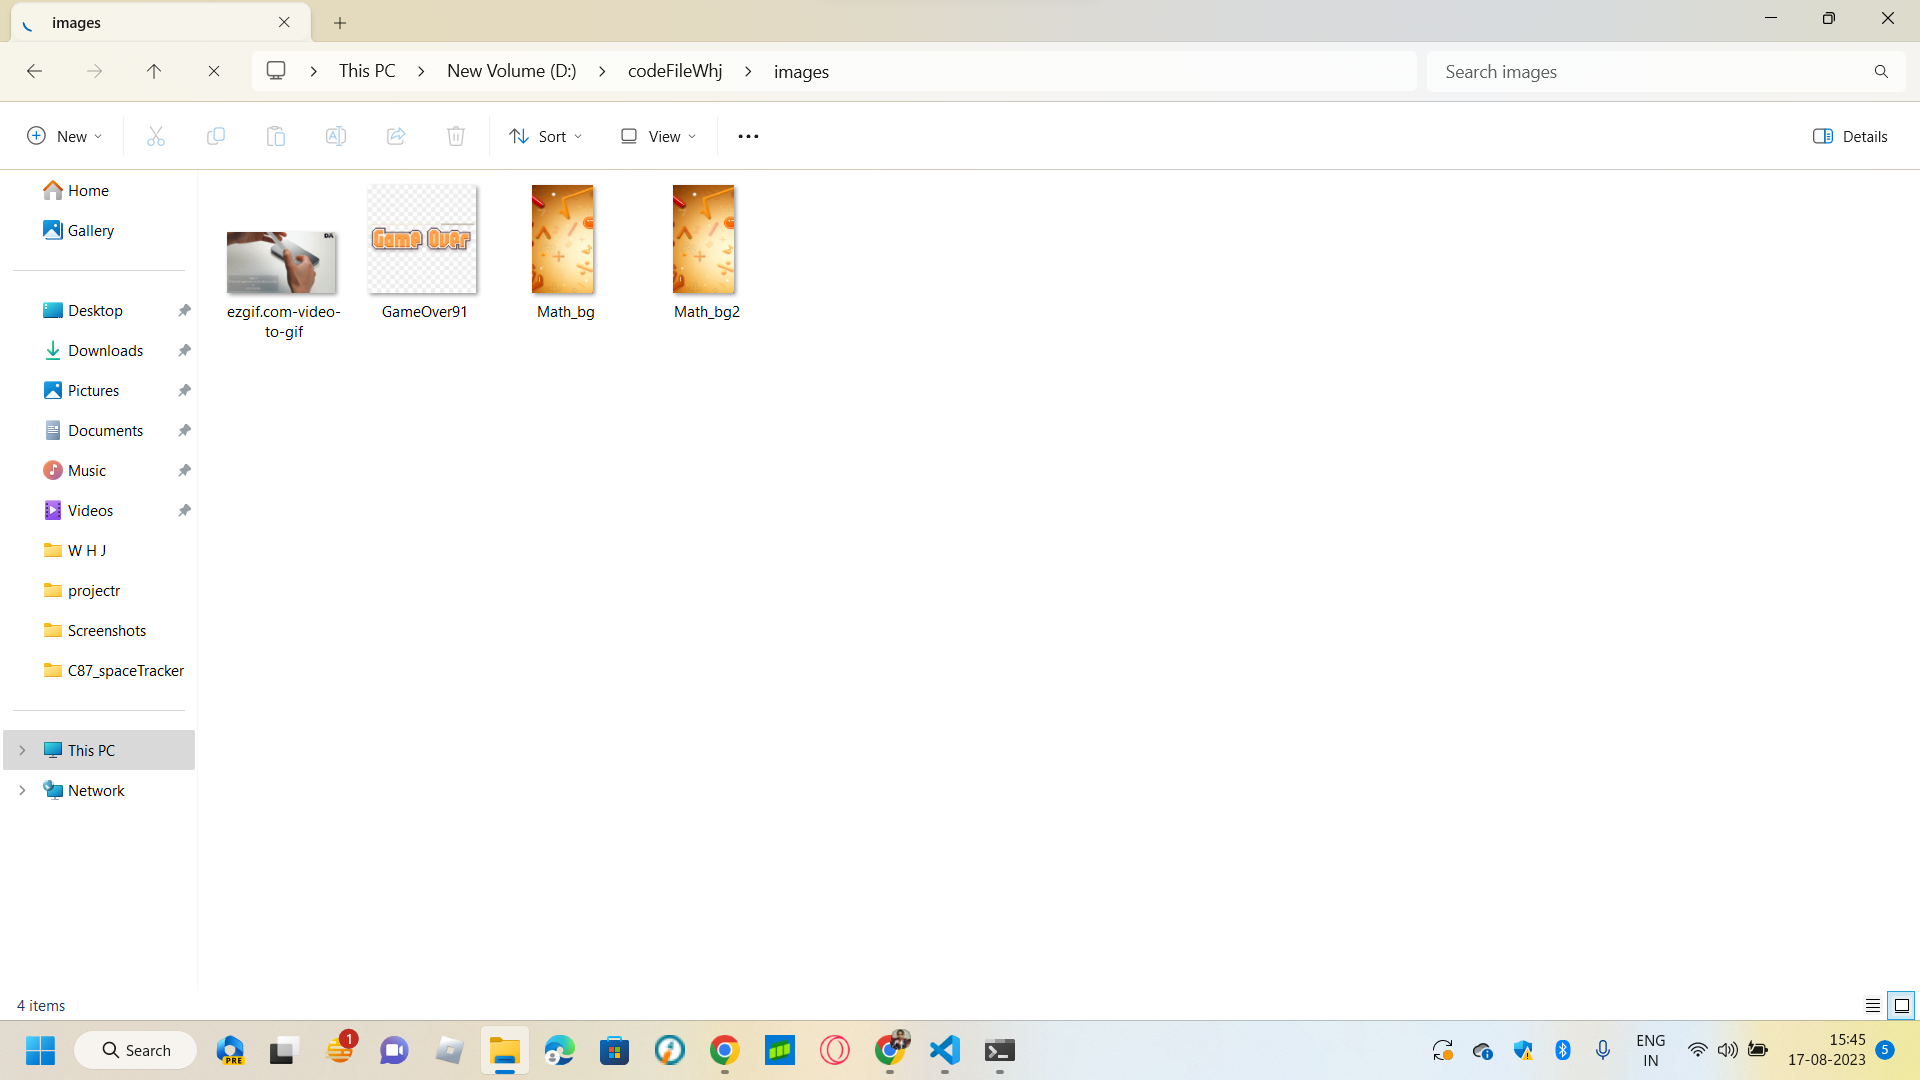 images
This PC
New Volume (D:)
codeFileWhj
images
Search images
New
Sort
View
Details
Home
Gallery
Desktop
Downloads
Pictures
Documents
Music
Videos
W H J
projectr
Screenshots
C87_spaceTracker
This PC
Network
DA
Game Over
ezgif.com-video-
to-gif
GameOver91
Math_bg
Math_bg2
4 items
Search
PRE
1
ENG
IN
15:45
17-08-2023
5